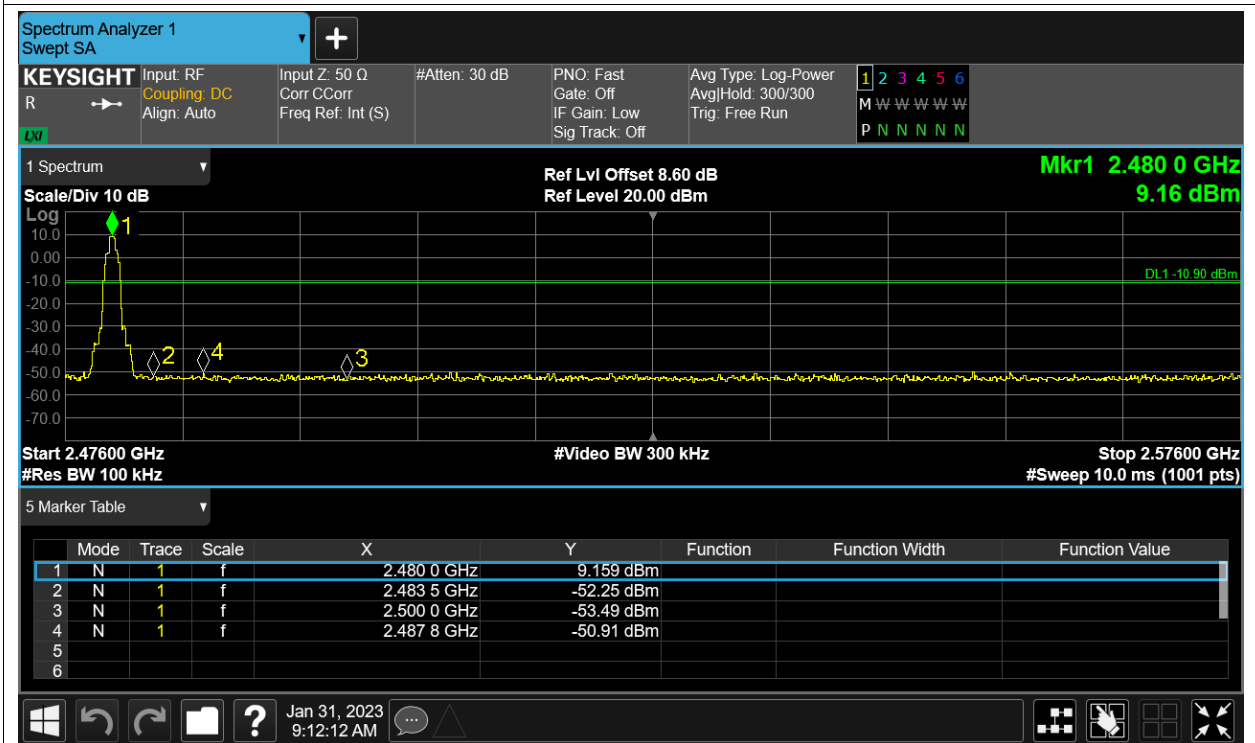 Spectrum Analyzer 1
Swept SA
KEYSIGHT
R
LXI
Input: RF
Coupling: DC
Align: Auto
Input Z: 50 Ω
Corr CCorr
Freq Ref: Int (S)
#Atten: 30 dB
PNO: Fast
Gate: Off
IF Gain: Low
Sig Track: Off
Avg Type: Log-Power
Avg|Hold: 300/300
Trig: Free Run
1 2 3 4 5 6
M W W W W W
P N N N N N
1 Spectrum
Scale/Div 10 dB
Ref Lvl Offset 8.60 dB
Ref Level 20.00 dBm
Mkr1 2.480 0 GHz
9.16 dBm
Log
10.0
0.00
-10.0
-20.0
-30.0
-40.0
-50.0
-60.0
-70.0
1
DL1 -10.90 dBm
2 4 3
Start 2.47600 GHz #Video BW 300 kHz Stop 2.57600 GHz
#Res BW 100 kHz #Sweep 10.0 ms (1001 pts)
5 Marker Table
Mode Trace Scale X Y Function Function Width Function Value
1 N 1 f 2.480 0 GHz 9.159 dBm
2 N 1 f 2.483 5 GHz -52.25 dBm
3 N 1 f 2.500 0 GHz -53.49 dBm
4 N 1 f 2.487 8 GHz -50.91 dBm
5
6
?
Jan 31, 2023
9:12:12 AM